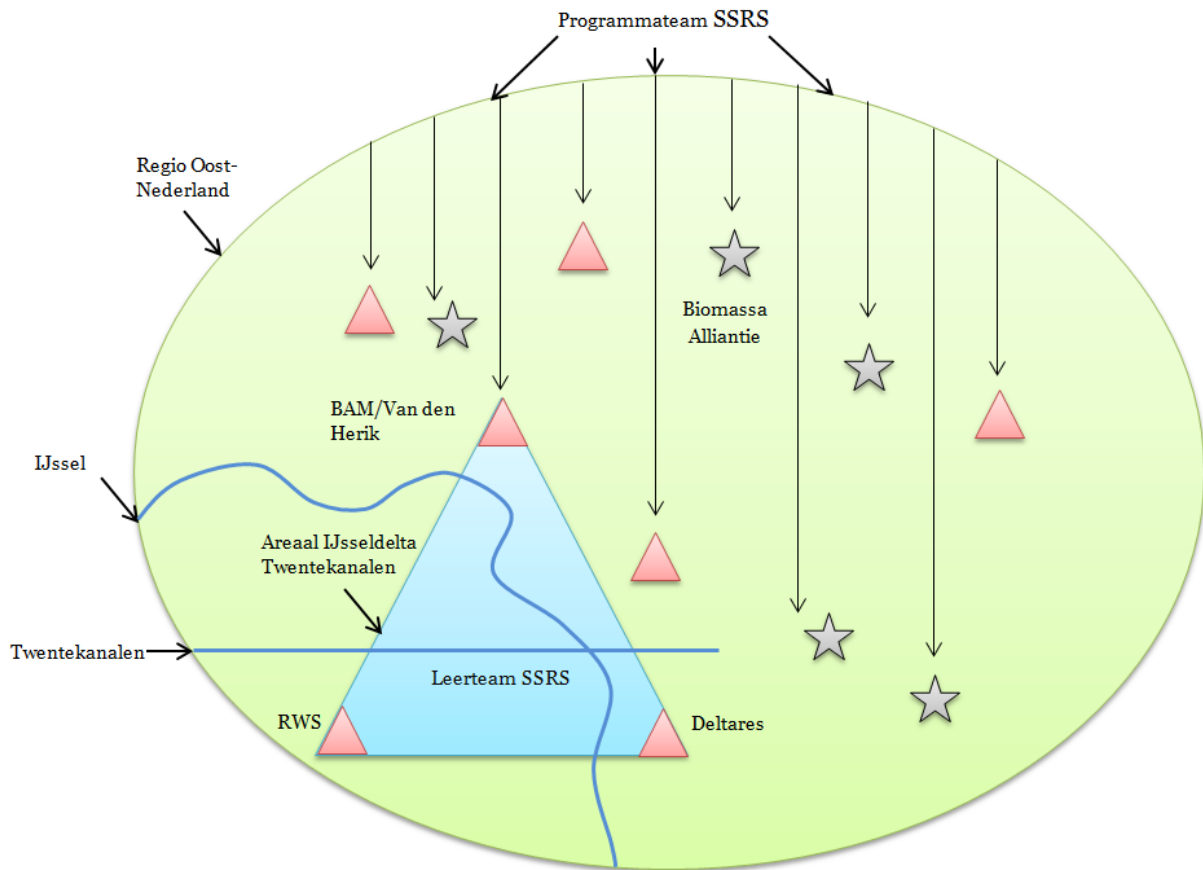 Programmateam SSRS
Regio Oost-
Nederland
Biomassa
Alliantie
BAM/Van den
Herik
IJssel
Areaal IJsseldelta
Twentekanalen
Twentekanalen
Leerteam SSRS
RWS
Deltares